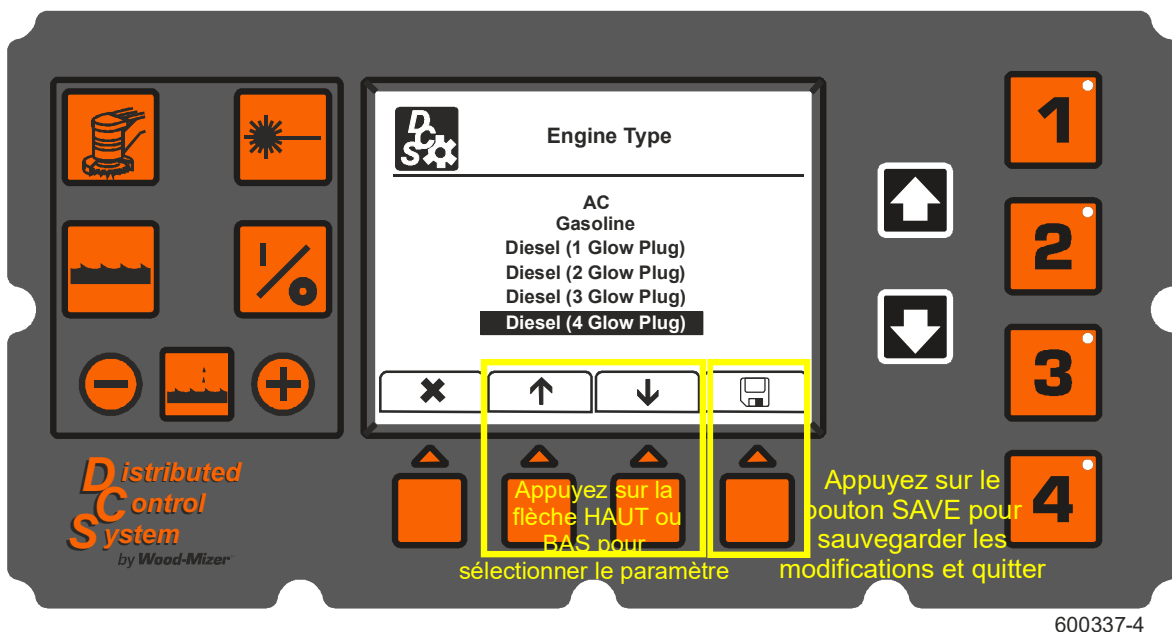 Engine Type
AC
Gasoline
Diesel (1 Glow Plug)
Diesel (2 Glow Plug)
Diesel (3 Glow Plug)
Diesel (4 Glow Plug)
DCS
1
2
3
4
Distributed
Control
System
by Wood-Mizer
Appuyez sur la
flèche HAUT ou
BAS pour
sélectionner le paramètre
Appuyez sur le
bouton SAVE pour
sauvegarder les
modifications et quitter
600337-4